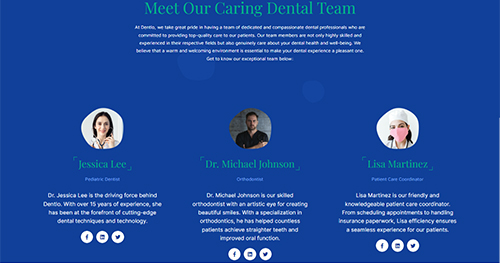 Meet Our Caring Dental Team
At Dentio, we take great pride in having a team of dedicated and compassionate dental professionals who are
committed to providing top-quality care to our patients. Our team members are not only highly skilled and
experienced in their respective fields but also genuinely care about your dental health and well-being. We
believe that a warm and welcoming environment is essential to make your dental experience a pleasant one.
Get to know our exceptional team below:
Jessica Lee
Pediatric Dentist
Dr. Jessica Lee is the driving force behind
Dentio. With over 15 years of experience, she
has been at the forefront of cutting-edge
dental techniques and technology.
Dr. Michael Johnson
Orthodontist
Dr. Michael Johnson is our skilled
orthodontist with an artistic eye for creating
beautiful smiles. With a specialization in
orthodontics, he has helped countless
patients achieve straighter teeth and
improved oral function.
Lisa Martinez
Patient Care Coordinator
Lisa Martinez is our friendly and
knowledgeable patient care coordinator.
From scheduling appointments to handling
insurance paperwork, Lisa efficiency ensures
a seamless experience for our patients.